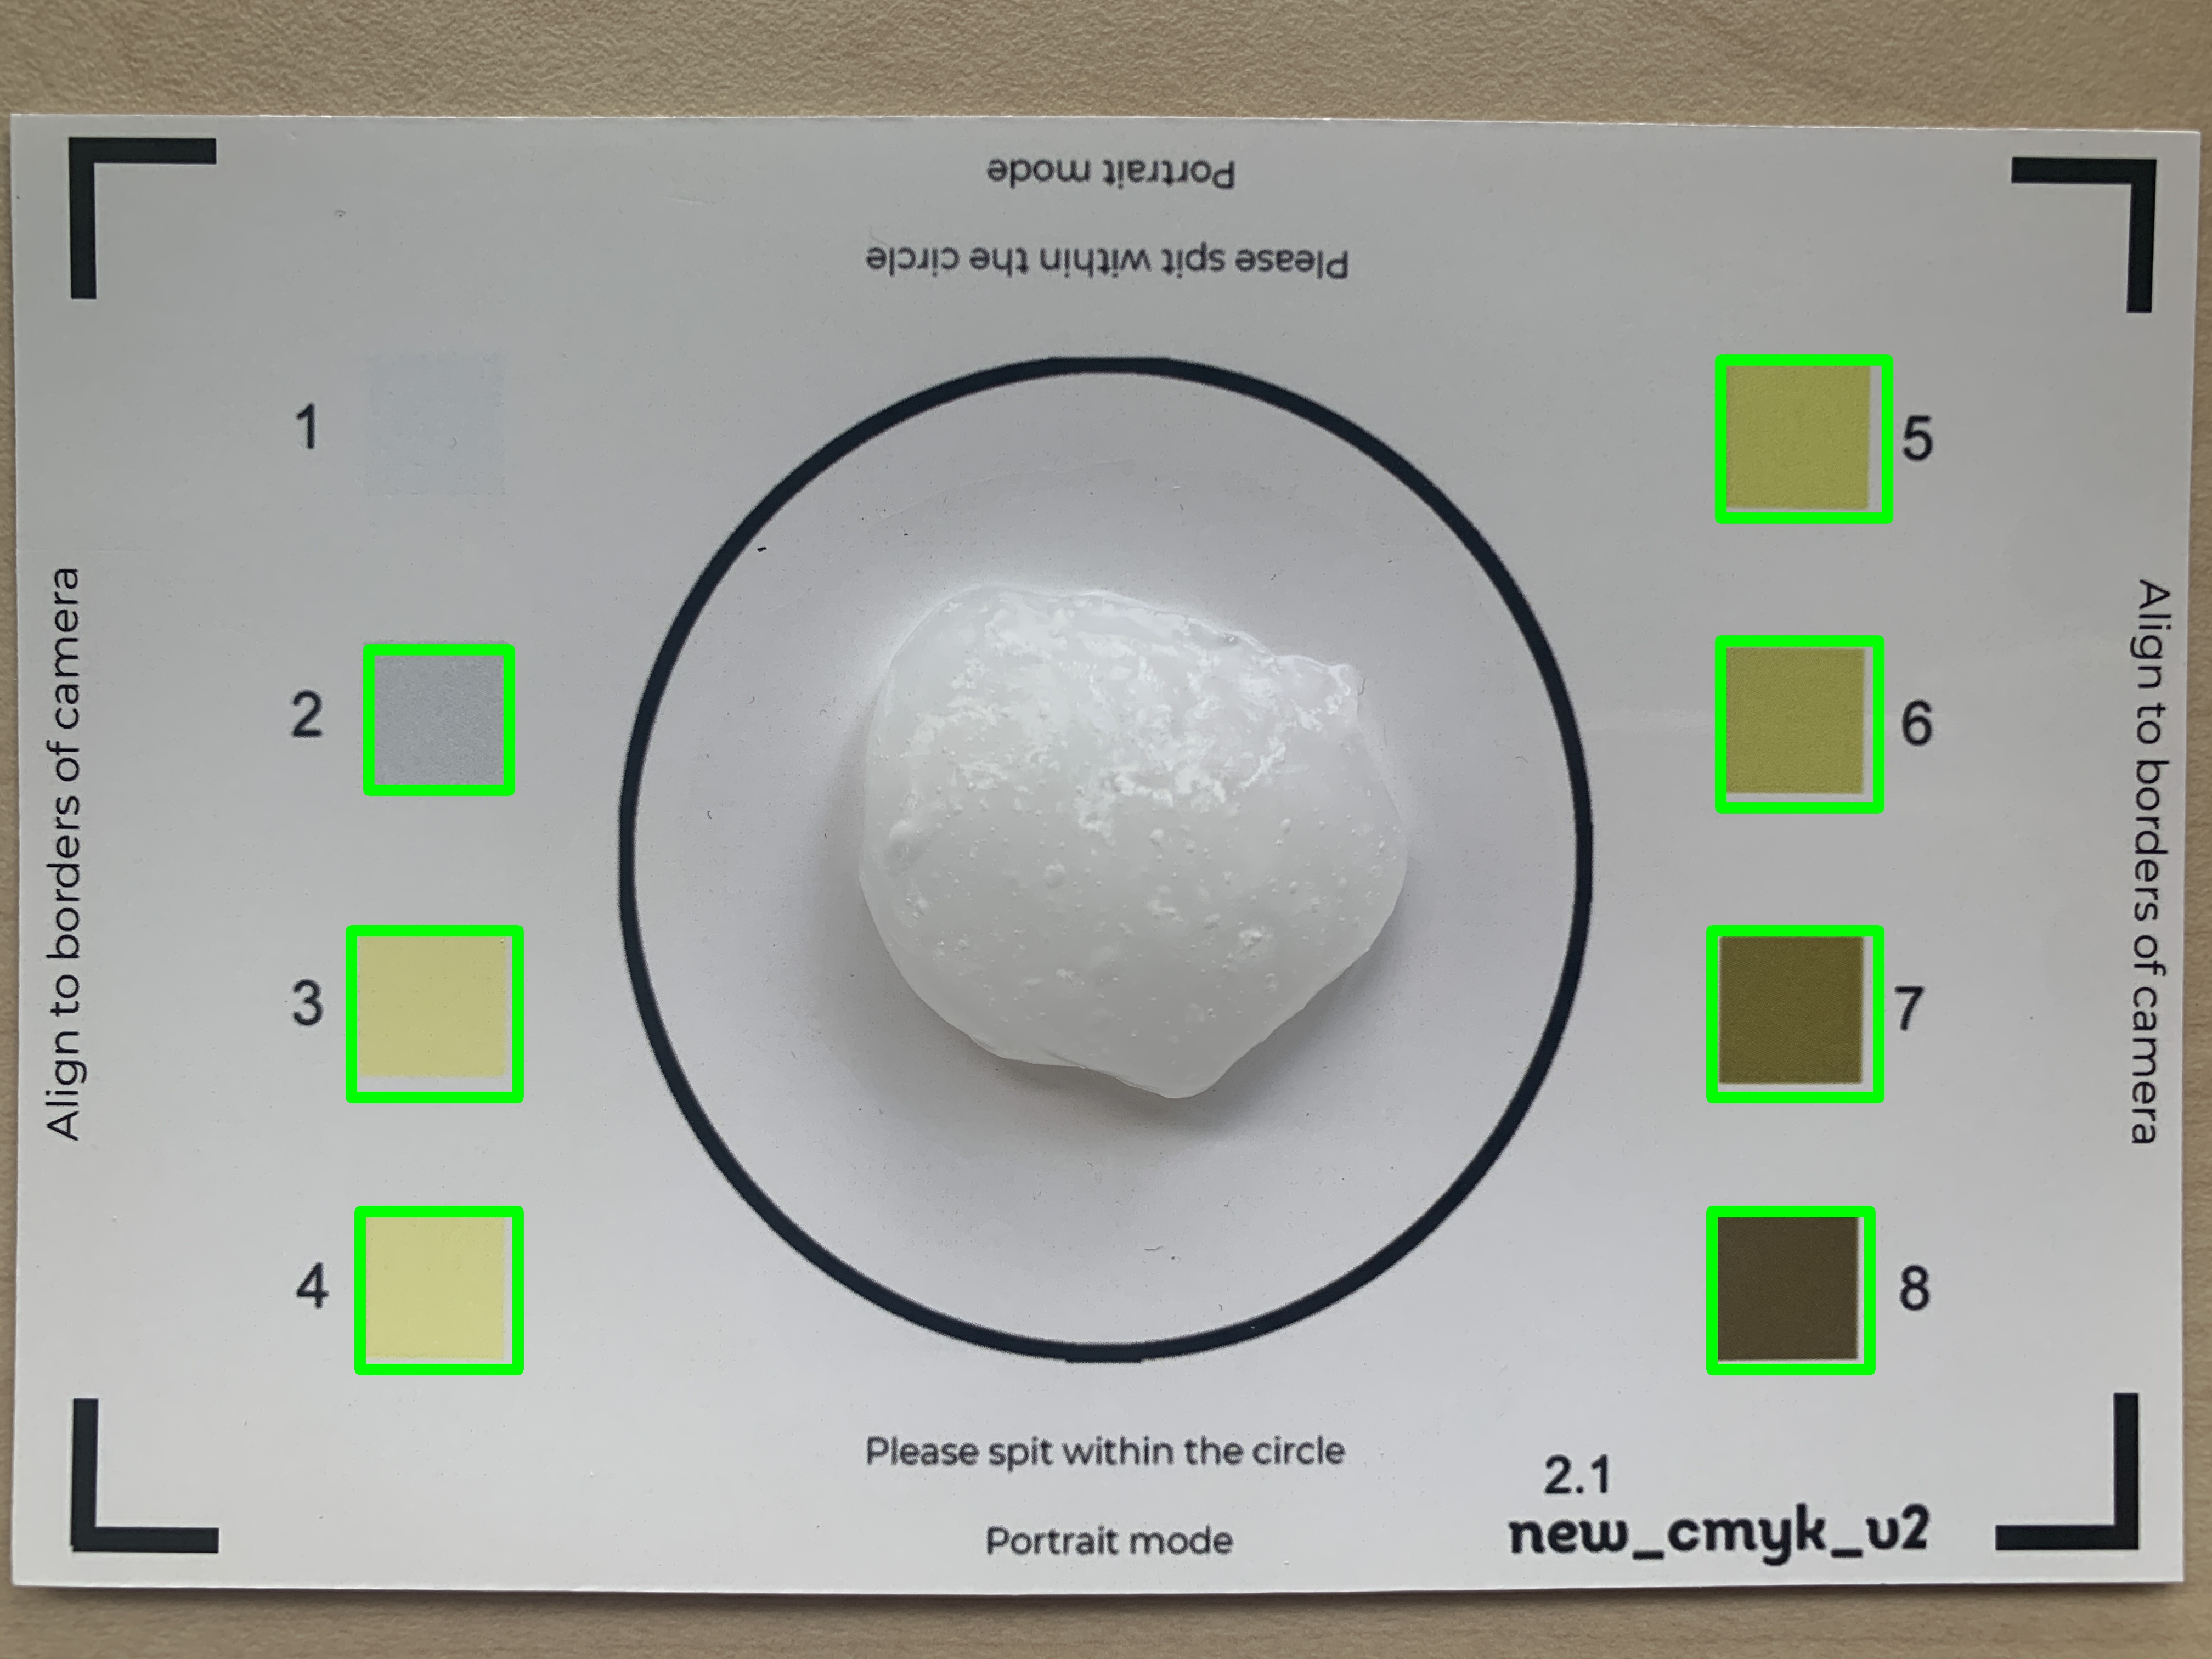 Portrait mode
Please spit within the circle
1
2
3
4
5
6
7
8
Align to borders of camera
Align to borders of camera
Please spit within the circle
Portrait mode
2.1
new_cmyk_v2